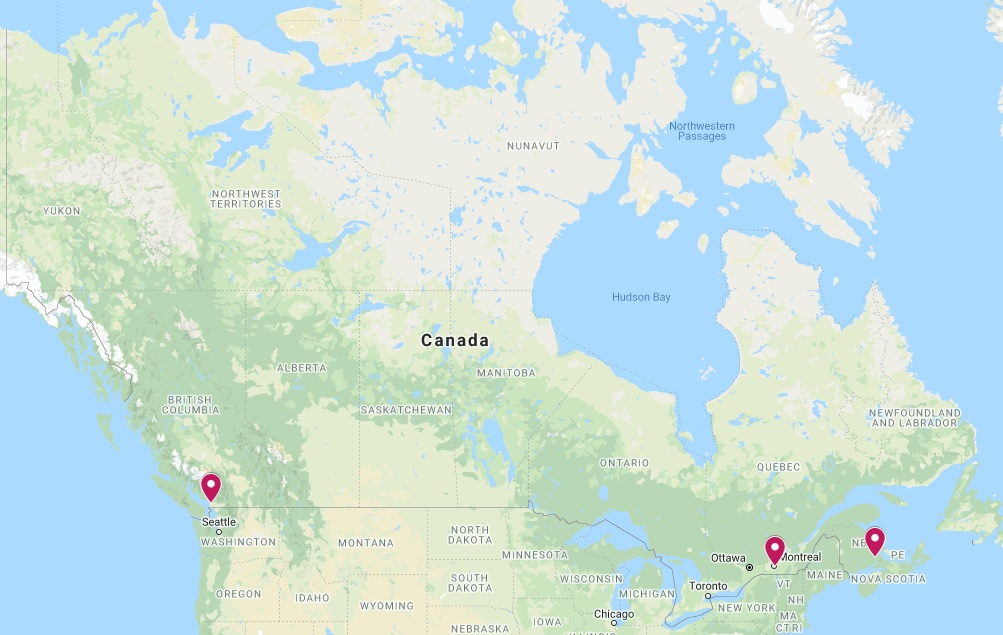 Northwestern
Passages
NUNAVUT
NORTHWEST
TERRITORIES
YUKON
Hudson Bay
Canada
ALBERTA
MANITOBA
BRITISH
COLUMBIA
SASKATCHEWAN
NEWFOUNDLAND
AND LABRADOR
ONTARIO
QUEBEC
Seattle
WASHINGTON
NORTH
DAKOTA
MONTANA
MINNESOTA
Ottawa
Montreal
PE
NOVA SCOTIA
MAINE
VT
NH
SOUTH
DAKOTA
WISCONSIN
MICHIGAN
Toronto
OREGON
IDAHO
WYOMING
NEW YORK
MA
CT
RI
Chicago
IOWA
NEBRASKA